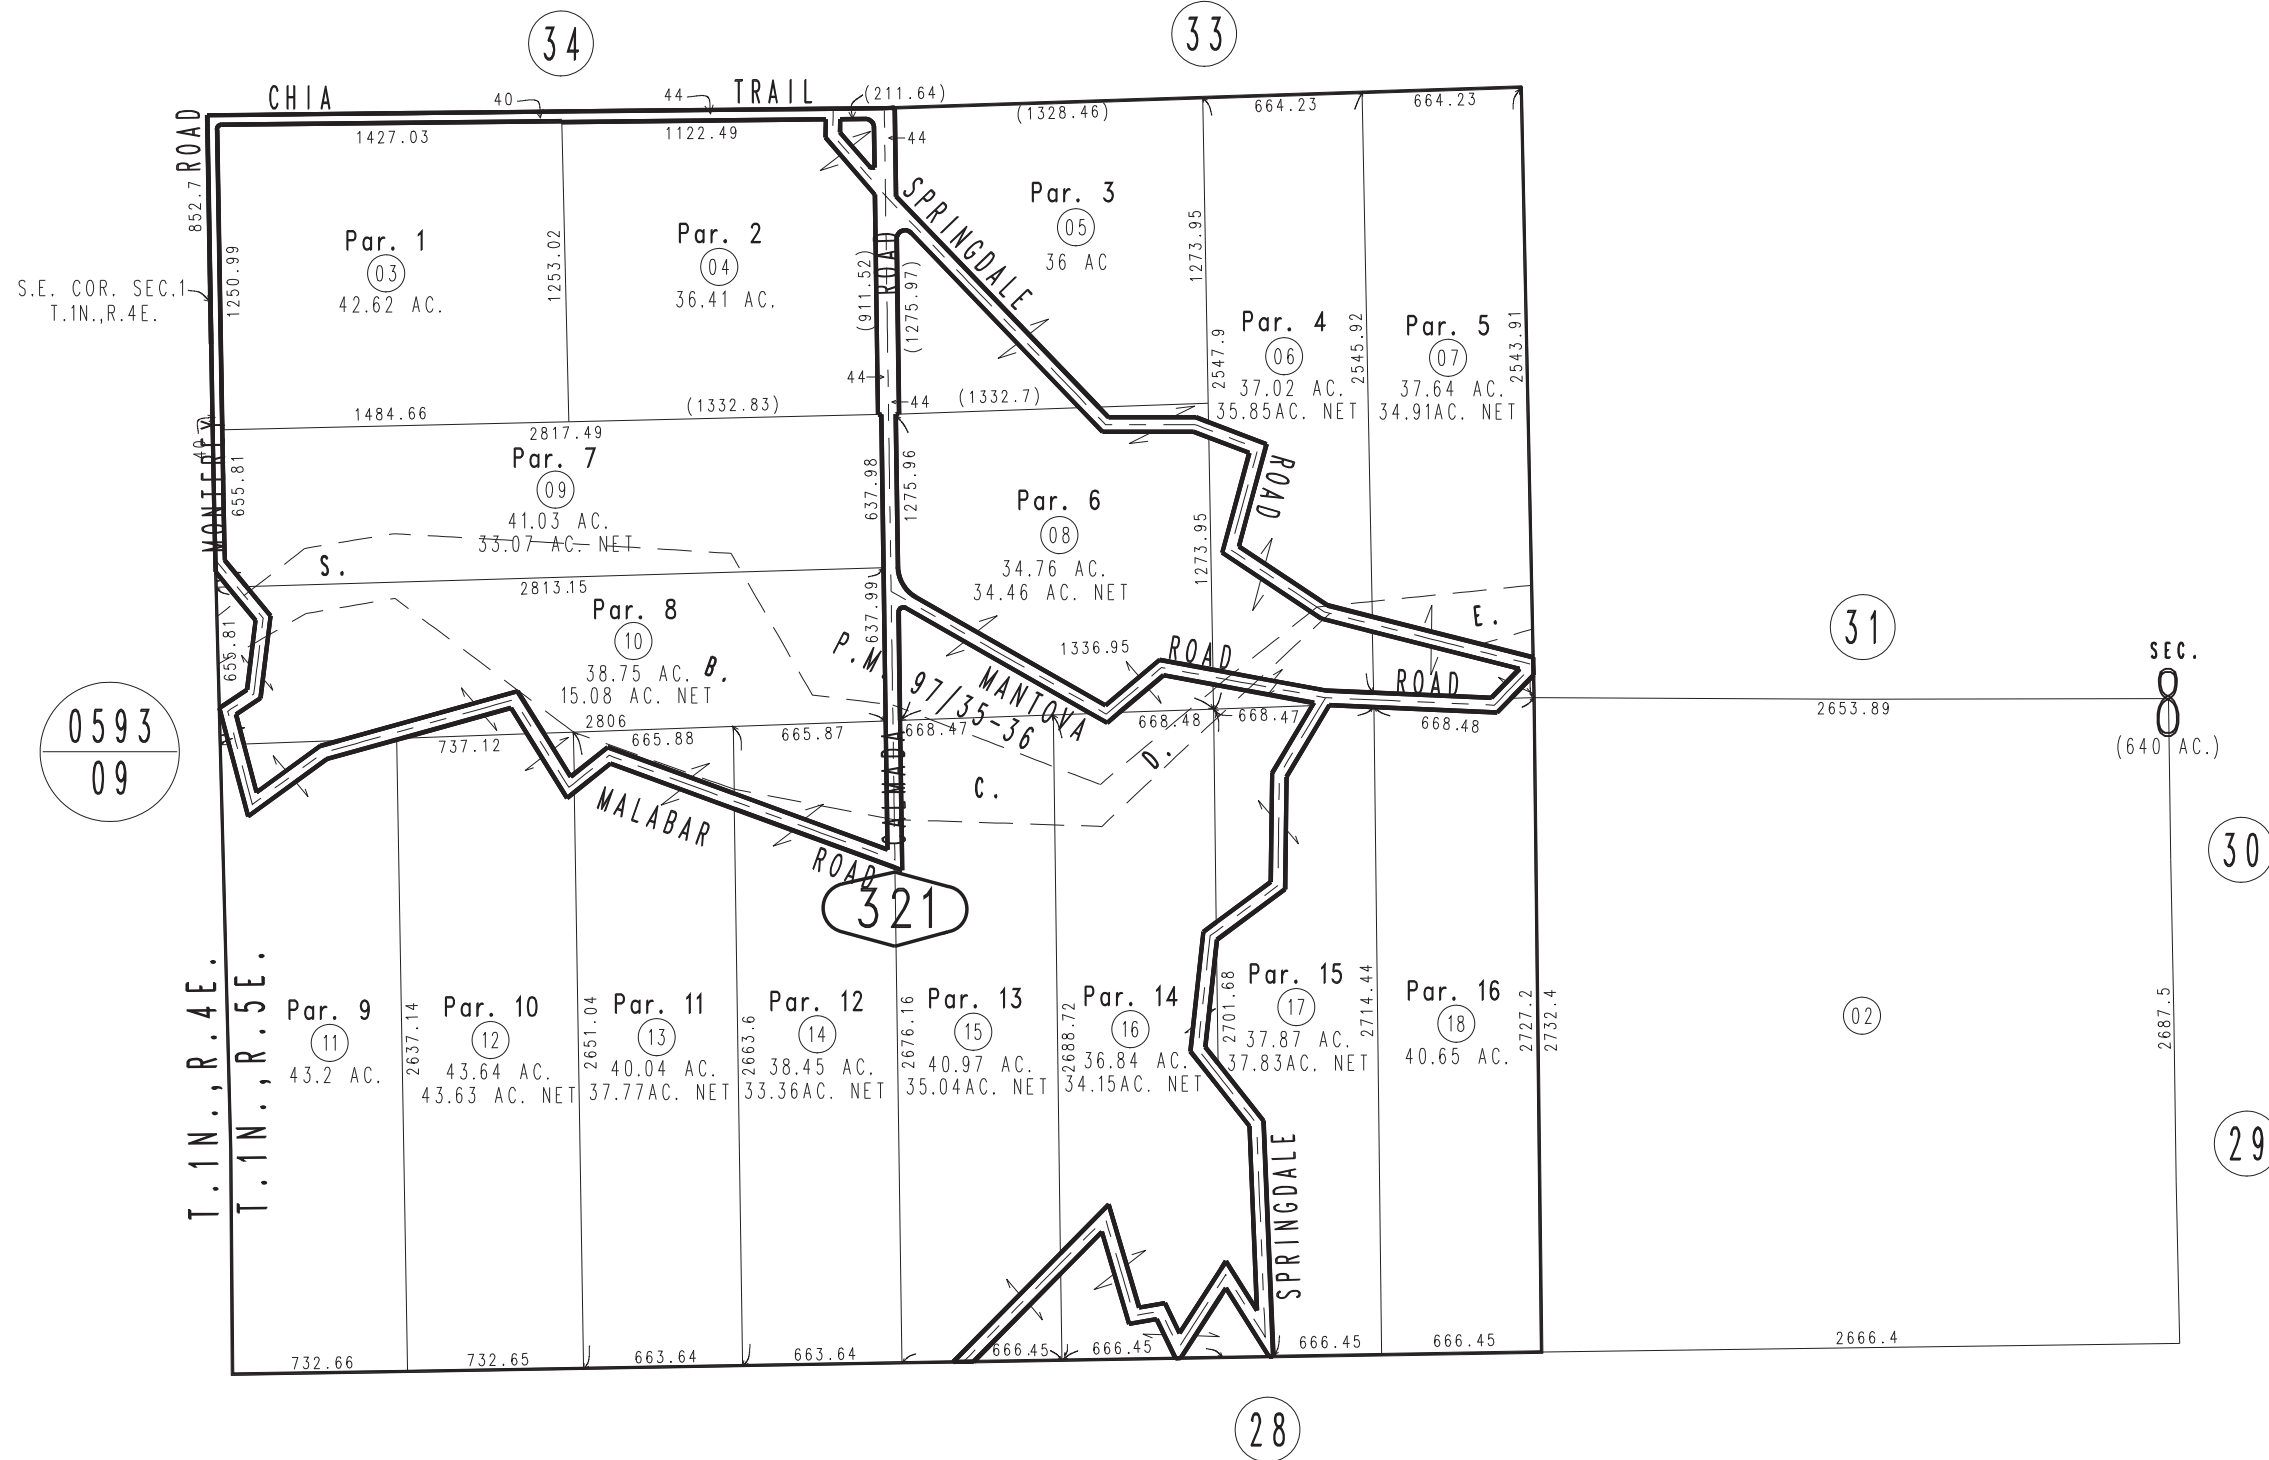 34
33
CHIA
40
44
TRAIL
(211.64)
(1328.46)
664.23
664.23
ROAD
1427.03
1122.49
44
852.7
SPRINGDALE
Par. 3
05
36 AC
1273.95
Par. 1
03
42.62 AC.
1250.99
1253.02
Par. 2
04
36.41 AC.
(911.52)
ROAD
(1275.97)
S.E. COR. SEC.1
T.1N.,R.4E.
Par. 4
06
37.02 AC.
35.85AC. NET
2547.9
2545.92
Par. 5
07
37.64 AC.
34.91AC. NET
2543.91
44
44
1484.66
(1332.83)
(1332.7)
40
MONTEREY
655.81
2817.49
Par. 7
09
41.03 AC.
33.07 AC. NET
637.98
1275.96
ROAD
Par. 6
08
34.76 AC.
34.46 AC. NET
1273.95
S.
2813.15
Par. 8
10
38.75 AC.
15.08 AC. NET
B.
655.81
637.99
P.M.
97/35-36
1336.95
MANTOVA
ROAD
E.
ROAD
31
SEC.
8
(640 AC.)
2653.89
0593
09
2806
737.12
665.88
665.87
668.47
668.48
668.47
668.48
D.
C.
MALABAR
ROAD
321
30
T.1N.,R.4E.
T.1N.,R.5E.
Par. 9
11
43.2 AC.
2637.14
Par. 10
12
43.64 AC.
43.63 AC. NET
2651.04
Par. 11
13
40.04 AC.
37.77AC. NET
2663.6
Par. 12
14
38.45 AC.
33.36AC. NET
2676.16
Par. 13
15
40.97 AC.
35.04AC. NET
2688.72
Par. 14
16
36.84 AC.
34.15AC. NET
2701.68
Par. 15
17
37.87 AC.
37.83AC. NET
2714.44
Par. 16
18
40.65 AC.
2727.2
2732.4
02
2687.5
29
SPRINGDALE
732.66
732.65
663.64
663.64
666.45
666.45
666.45
666.45
2666.4
28